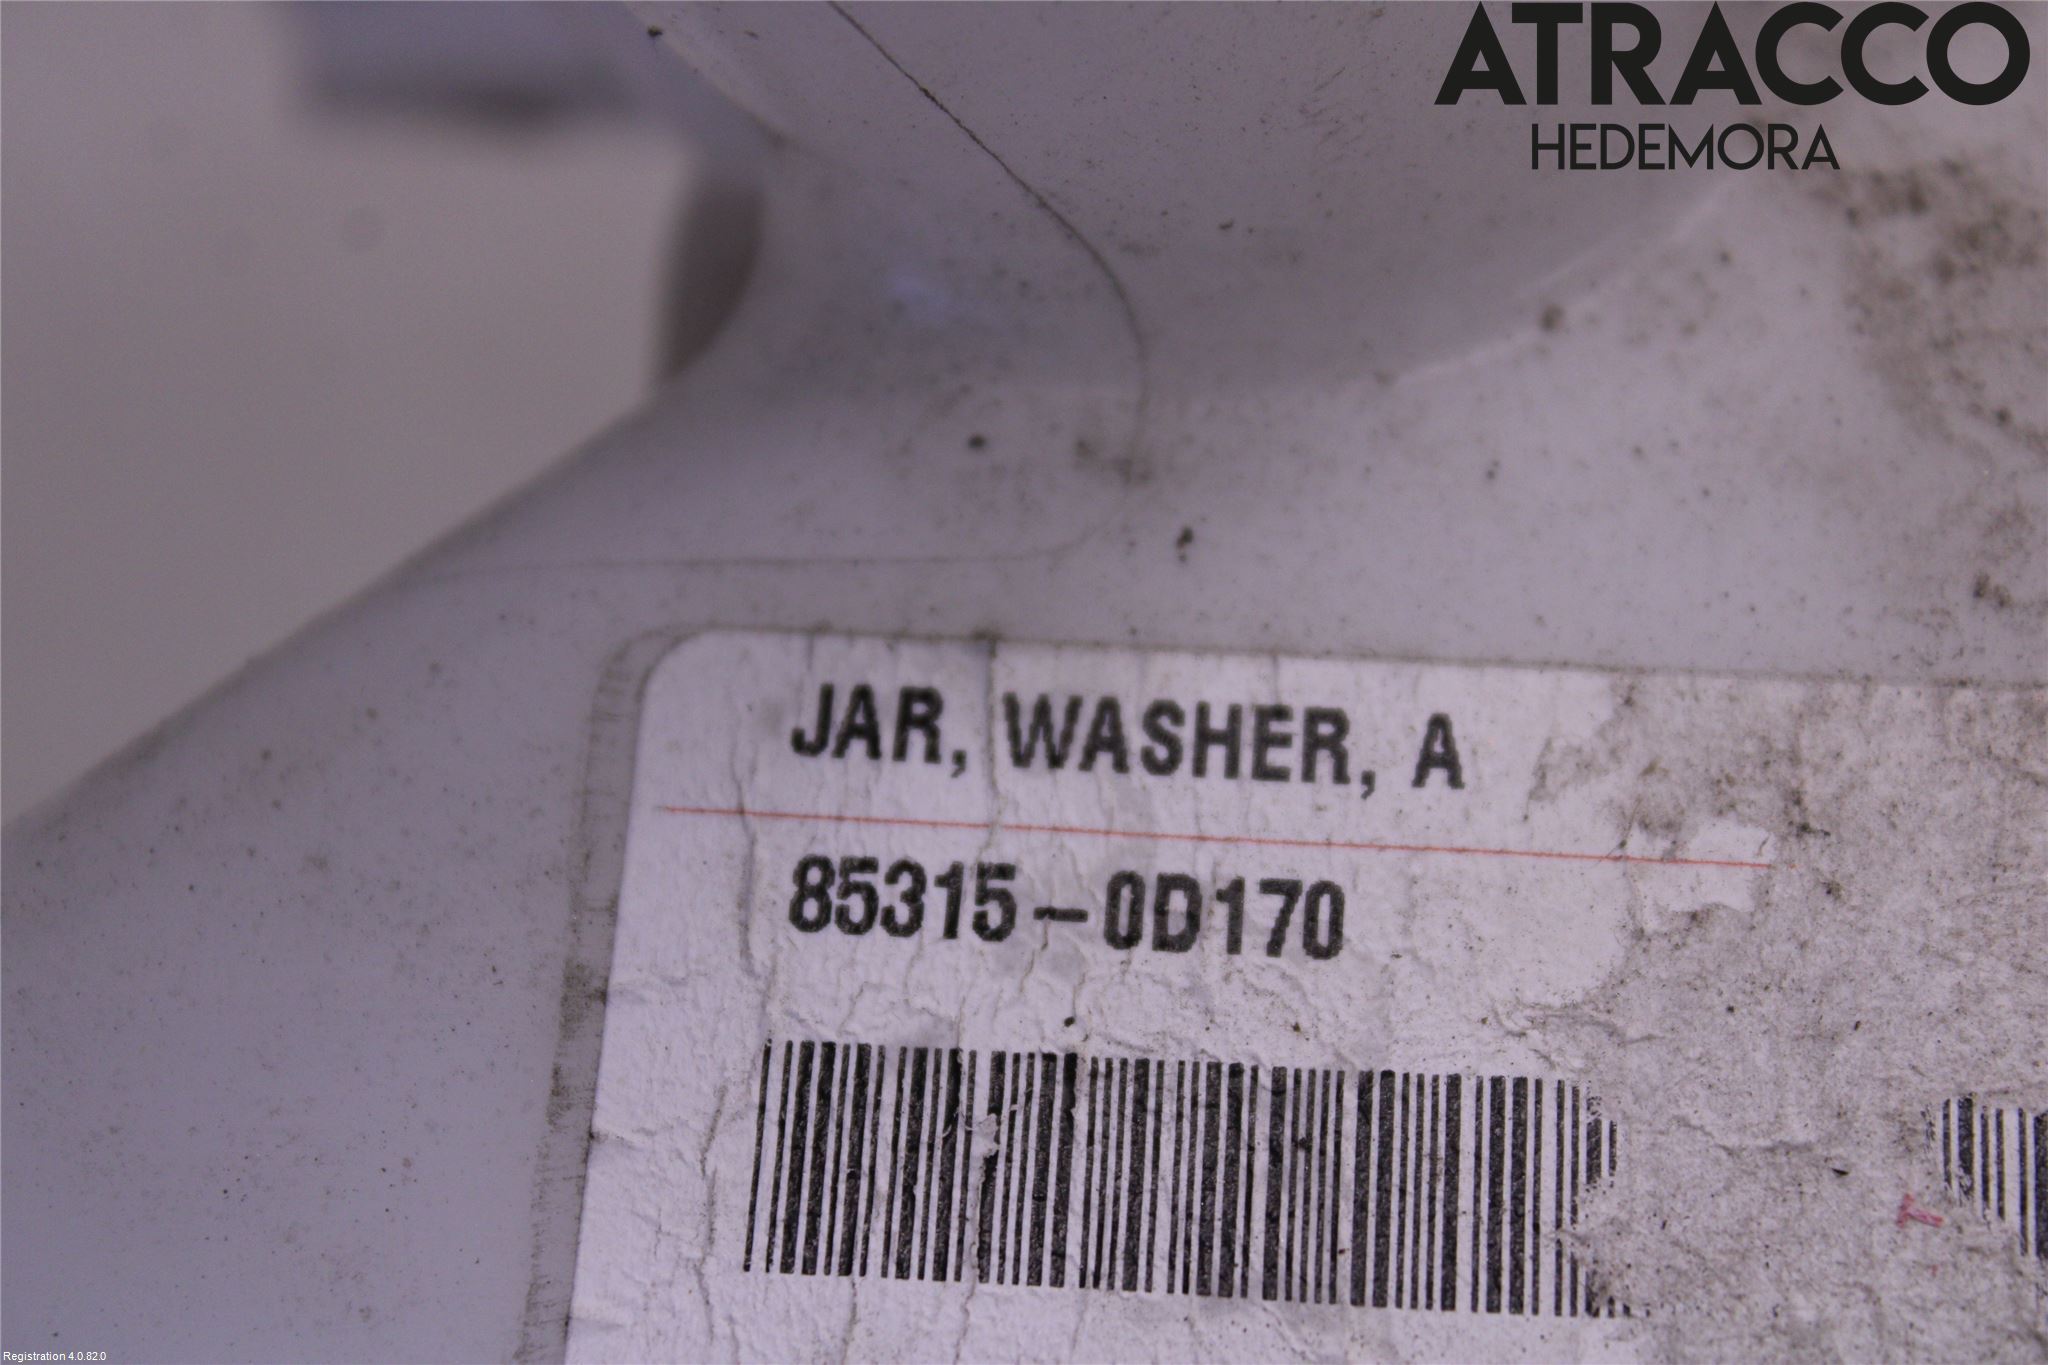 ATRACCO
HEDEMORA
JAR, WASHER, A
85315-0D170
Registration 4.0.82.0